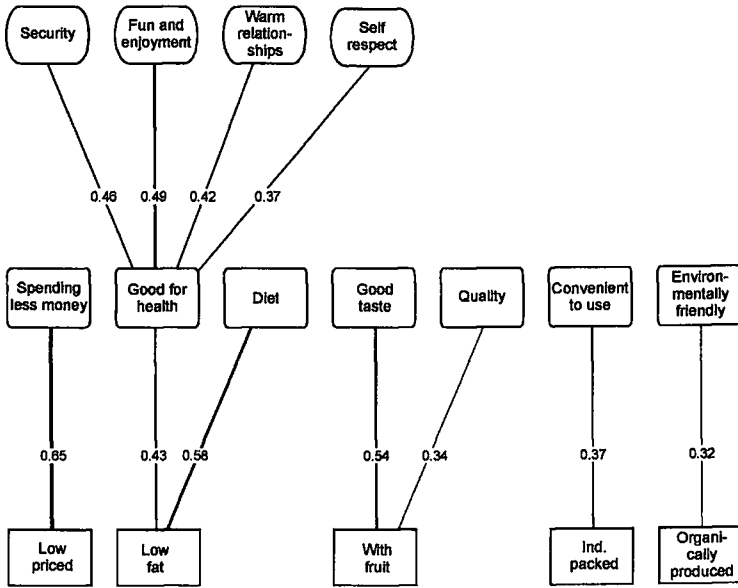 Security
Fun and
enjoyment
Warm
relation-
ships
Self
respect
0.46
0.49
0.42
0.37
Spending
less money
Good for
health
Diet
Good
taste
Quality
Convenient
to use
Environ-
mentally
friendly
0.65
0.43
0.58
0.54
0.34
0.37
0.32
Low
priced
Low
fat
With
fruit
Ind.
packed
Organi-
cally
produced